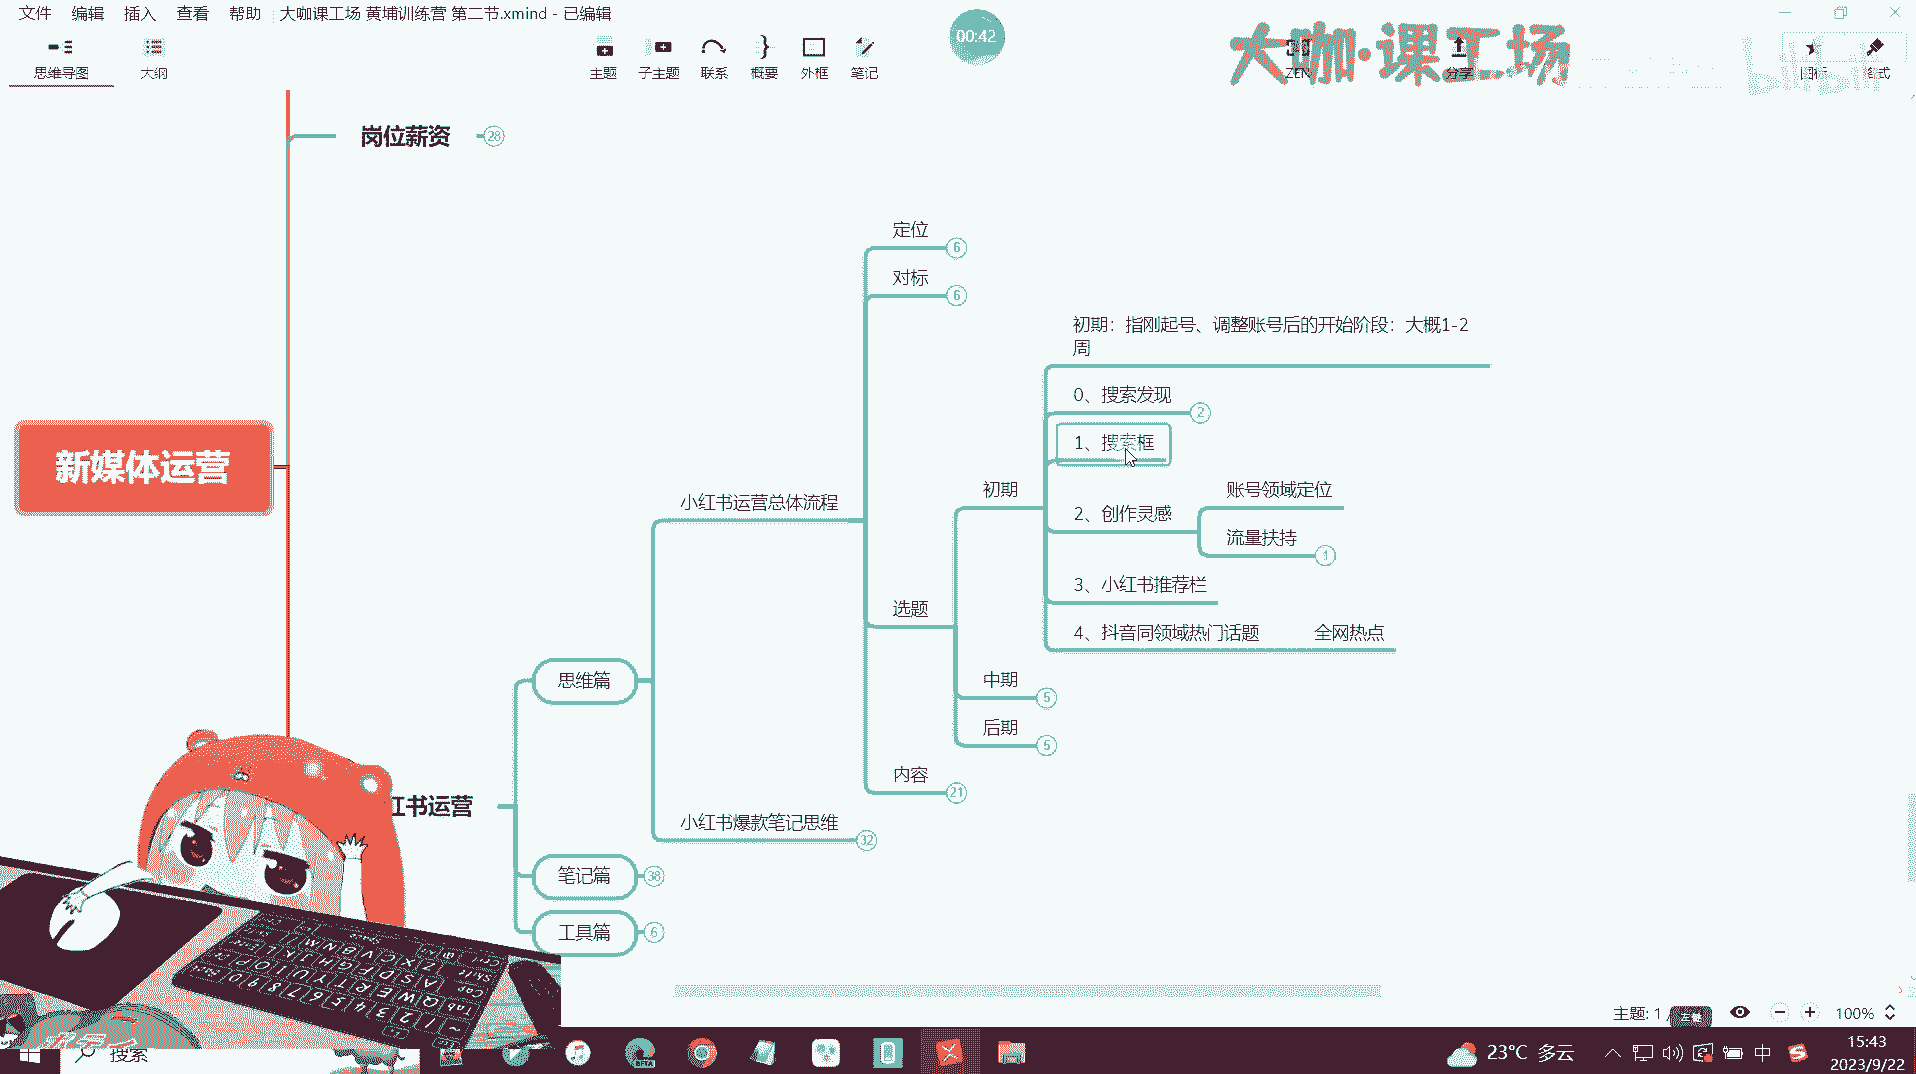 文件 编辑 插入 查看 帮助 大咖课工场 黄埔训练营 第二节.xmind - 已编辑
思维导图 大纲 主题 子主题 联系 概要 外框 笔记 ZEN 分享
00:42
大咖·课工场
bilibili
岗位薪资 28
定位 6
对标 6
初期：指刚起号、调整账号后的开始阶段：大概1-2
周
0、搜索发现 2
1、搜索框
新媒体运营
小红书运营总体流程
初期
账号领域定位
2、创作灵感
流量扶持 1
3、小红书推荐栏
选题
4、抖音同领域热门话题 全网热点
思维篇
中期 5
后期 5
内容 21
红书运营
小红书爆款笔记思维 32
笔记篇 38
工具篇 6
主题: 1 /
100%
搜索
BETA
23°C 多云
中
15:43
2023/9/22